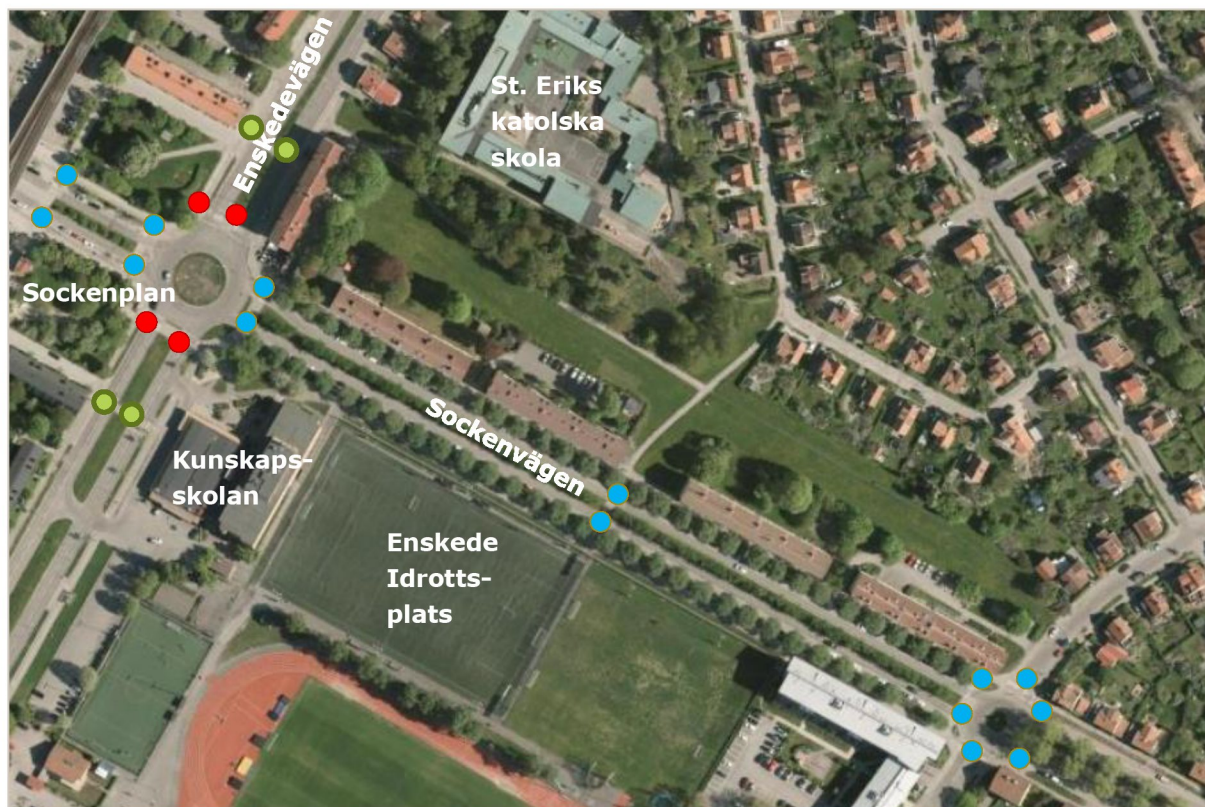 Enskedevägen
St. Eriks
katolska
skola
Sockenplan
Sockenvägen
Kunskaps-
skolan
Enskede
Idrotts-
plats